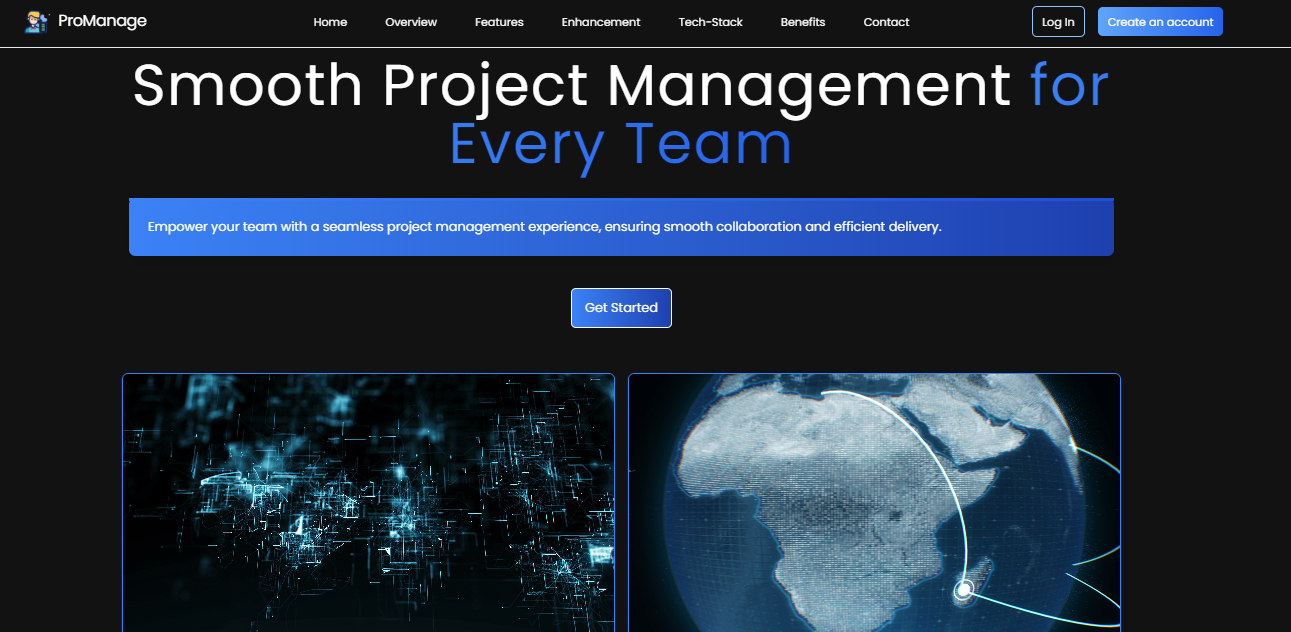 ProManage
Home
Overview
Features
Enhancement
Tech-Stack
Benefits
Contact
Log In
Create an account
Smooth Project Management for
Every Team
Empower your team with a seamless project management experience, ensuring smooth collaboration and efficient delivery.
Get Started